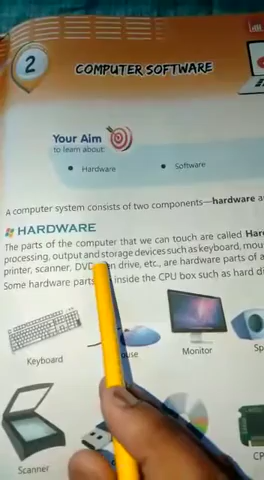 2
COMPUTER SOFTWARE
Your Aim
to learn about:
Hardware
Software
A computer system consists of two components—hardware
HARDWARE
The parts of the computer that we can touch are called
processing, output and storage devices such as keyboard,
printer, scanner, DVD drive, etc., are hardware parts of
Some hardware parts inside the CPU box such as hard
Keyboard
Monitor
Scanner